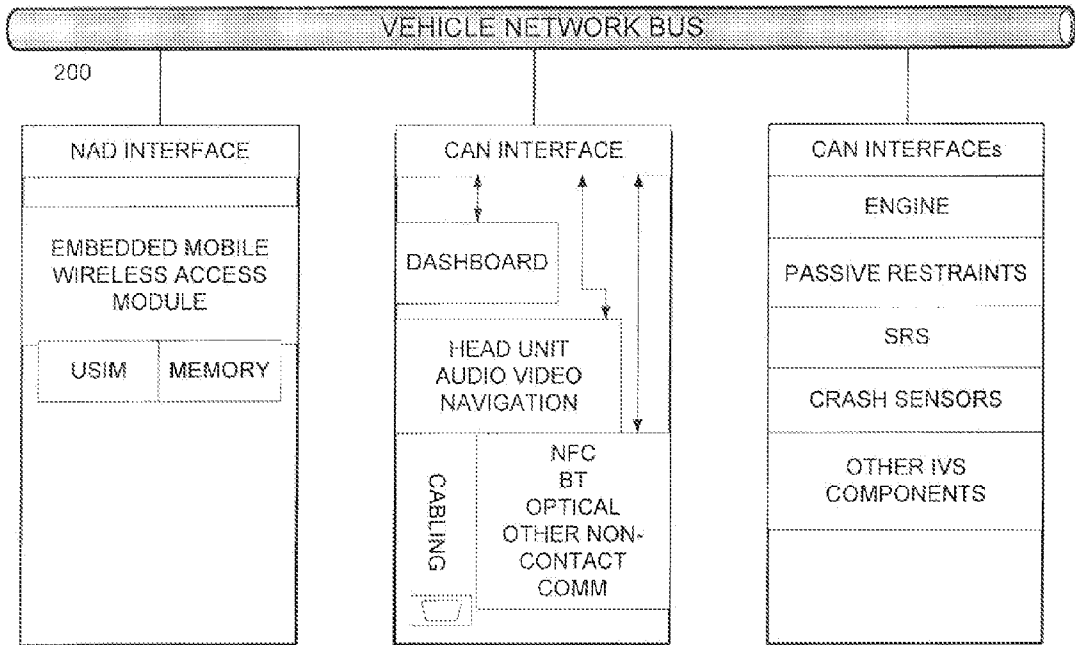 VEHICLE NETWORK BUS
200
NAD INTERFACE
EMBEDDED MOBILE
WIRELESS ACCESS
MODULE
USIM
MEMORY
CAN INTERFACE
DASHBOARD
HEAD UNIT
AUDIO VIDEO
NAVIGATION
CABLING
NFC
BT
OPTICAL
OTHER NON-
CONTACT
COMM
CAN INTERFACEs
ENGINE
PASSIVE RESTRAINTS
SRS
CRASH SENSORS
OTHER IVS
COMPONENTS